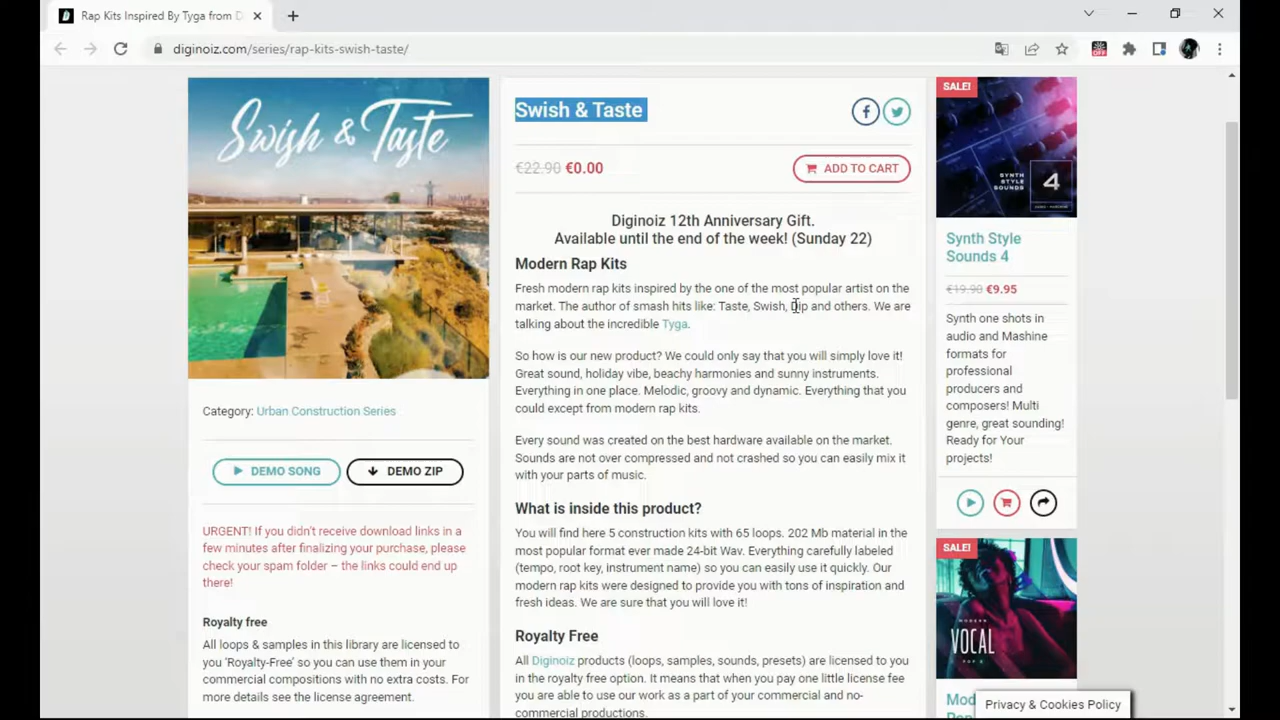 Rap Kits Inspired By Tyga from D
diginoiz.com/series/rap-kits-swish-taste/
OFF
Swish & Taste
Category: Urban Construction Series
DEMO SONG
DEMO ZIP
URGENT! If you didn't receive download links in a
few minutes after finalizing your purchase, please
check your spam folder – the links could end up
there!
Royalty free
All loops & samples in this library are licensed to
you 'Royalty-Free' so you can use them in your
commercial compositions with no extra costs. For
more details see the license agreement.
Swish & Taste
€22.90 €0.00
ADD TO CART
Diginoiz 12th Anniversary Gift.
Available until the end of the week! (Sunday 22)
Modern Rap Kits
Fresh modern rap kits inspired by the one of the most popular artist on the
market. The author of smash hits like: Taste, Swish, Dip and others. We are
talking about the incredible Tyga.
So how is our new product? We could only say that you will simply love it!
Great sound, holiday vibe, beachy harmonies and sunny instruments.
Everything in one place. Melodic, groovy and dynamic. Everything that you
could except from modern rap kits.
Every sound was created on the best hardware available on the market.
Sounds are not over compressed and not crashed so you can easily mix it
with your parts of music.
What is inside this product?
You will find here 5 construction kits with 65 loops. 202 Mb material in the
most popular format ever made 24-bit Wav. Everything carefully labeled
(tempo, root key, instrument name) so you can easily use it quickly. Our
modern rap kits were designed to provide you with tons of inspiration and
fresh ideas. We are sure that you will love it!
Royalty Free
All Diginoiz products (loops, samples, sounds, presets) are licensed to you
in the royalty free option. It means that when you pay one little license fee
you are able to use our work as a part of your commercial and no-
commercial productions.
SALE!
SYNTH
STYLE
SOUNDS
4
Synth Style
Sounds 4
€19.90 €9.95
Synth one shots in
audio and Mashine
formats for
professional
producers and
composers! Multi
genre, great sounding!
Ready for Your
projects!
SALE!
MODERN
VOCAL
POP 2
Mod
Privacy & Cookies Policy